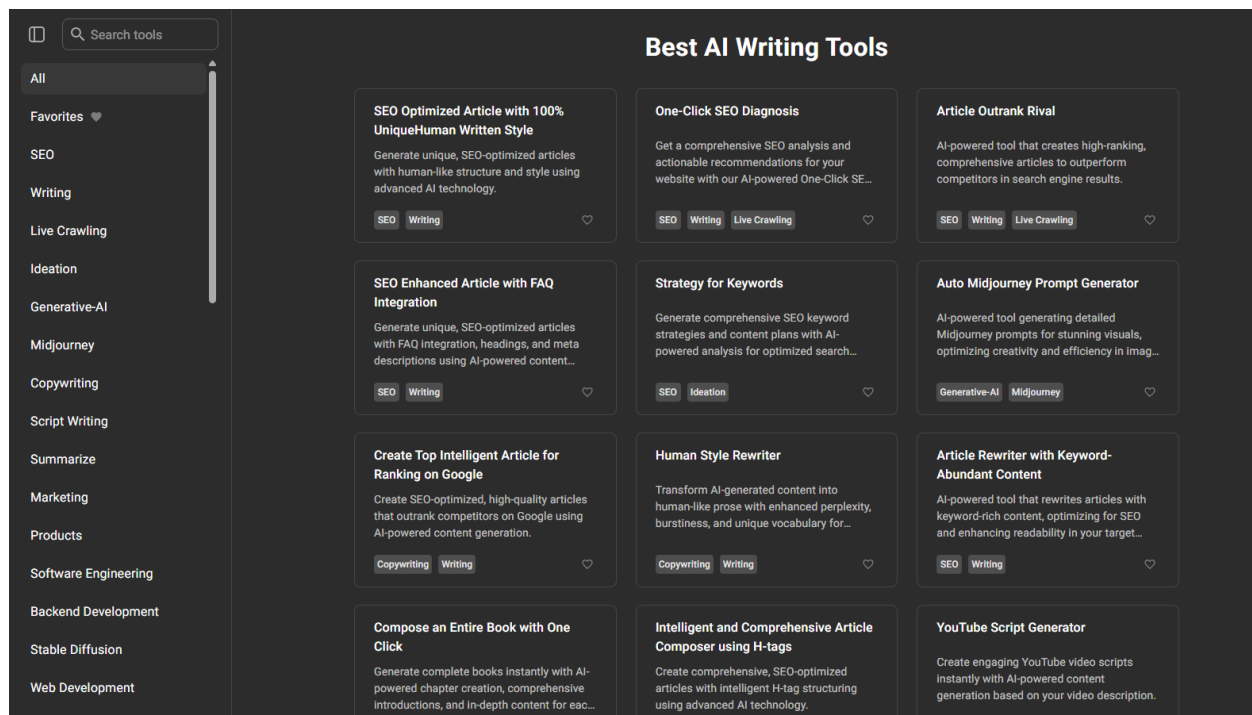 Search tools
All
Favorites
SEO
Writing
Live Crawling
Ideation
Generative-AI
Midjourney
Copywriting
Script Writing
Summarize
Marketing
Products
Software Engineering
Backend Development
Stable Diffusion
Web Development
Best AI Writing Tools
SEO Optimized Article with 100%
UniqueHuman Written Style
Generate unique, SEO-optimized articles
with human-like structure and style using
advanced AI technology.
SEO Writing
One-Click SEO Diagnosis
Get a comprehensive SEO analysis and
actionable recommendations for your
website with our AI-powered One-Click SE...
SEO Writing Live Crawling
Article Outrank Rival
AI-powered tool that creates high-ranking,
comprehensive articles to outperform
competitors in search engine results.
SEO Writing Live Crawling
SEO Enhanced Article with FAQ
Integration
Generate unique, SEO-optimized articles
with FAQ integration, headings, and meta
descriptions using AI-powered content...
SEO Writing
Strategy for Keywords
Generate comprehensive SEO keyword
strategies and content plans with AI-
powered analysis for optimized search...
SEO Ideation
Auto Midjourney Prompt Generator
AI-powered tool generating detailed
Midjourney prompts for stunning visuals,
optimizing creativity and efficiency in imag...
Generative-AI Midjourney
Create Top Intelligent Article for
Ranking on Google
Create SEO-optimized, high-quality articles
that outrank competitors on Google using
AI-powered content generation.
Copywriting Writing
Human Style Rewriter
Transform AI-generated content into
human-like prose with enhanced perplexity,
burstiness, and unique vocabulary for...
Copywriting Writing
Article Rewriter with Keyword-
Abundant Content
AI-powered tool that rewrites articles with
keyword-rich content, optimizing for SEO
and enhancing readability in your target...
SEO Writing
Compose an Entire Book with One
Click
Generate complete books instantly with AI-
powered chapter creation, comprehensive
introductions, and in-depth content for eac...
Intelligent and Comprehensive Article
Composer using H-tags
Create comprehensive, SEO-optimized
articles with intelligent H-tag structuring
using advanced AI technology.
YouTube Script Generator
Create engaging YouTube video scripts
instantly with AI-powered content
generation based on your video description.